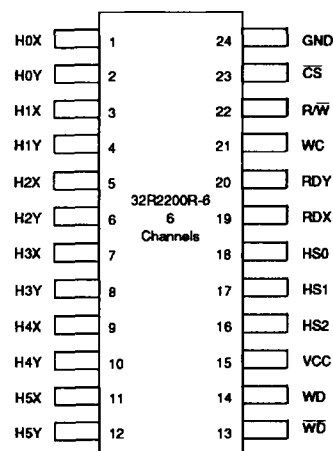 H0X 1 24 GND
H0Y 2 23 C̅S̅
H1X 3 22 R/W̅
H1Y 4 21 WC
H2X 5 20 RDY
32R2200R-6
H2Y 6 6 19 RDX
Channels
H3X 7 18 HS0
H3Y 8 17 HS1
H4X 9 16 HS2
H4Y 10 15 VCC
H5X 11 14 WD
H5Y 12 13 W̅D̅